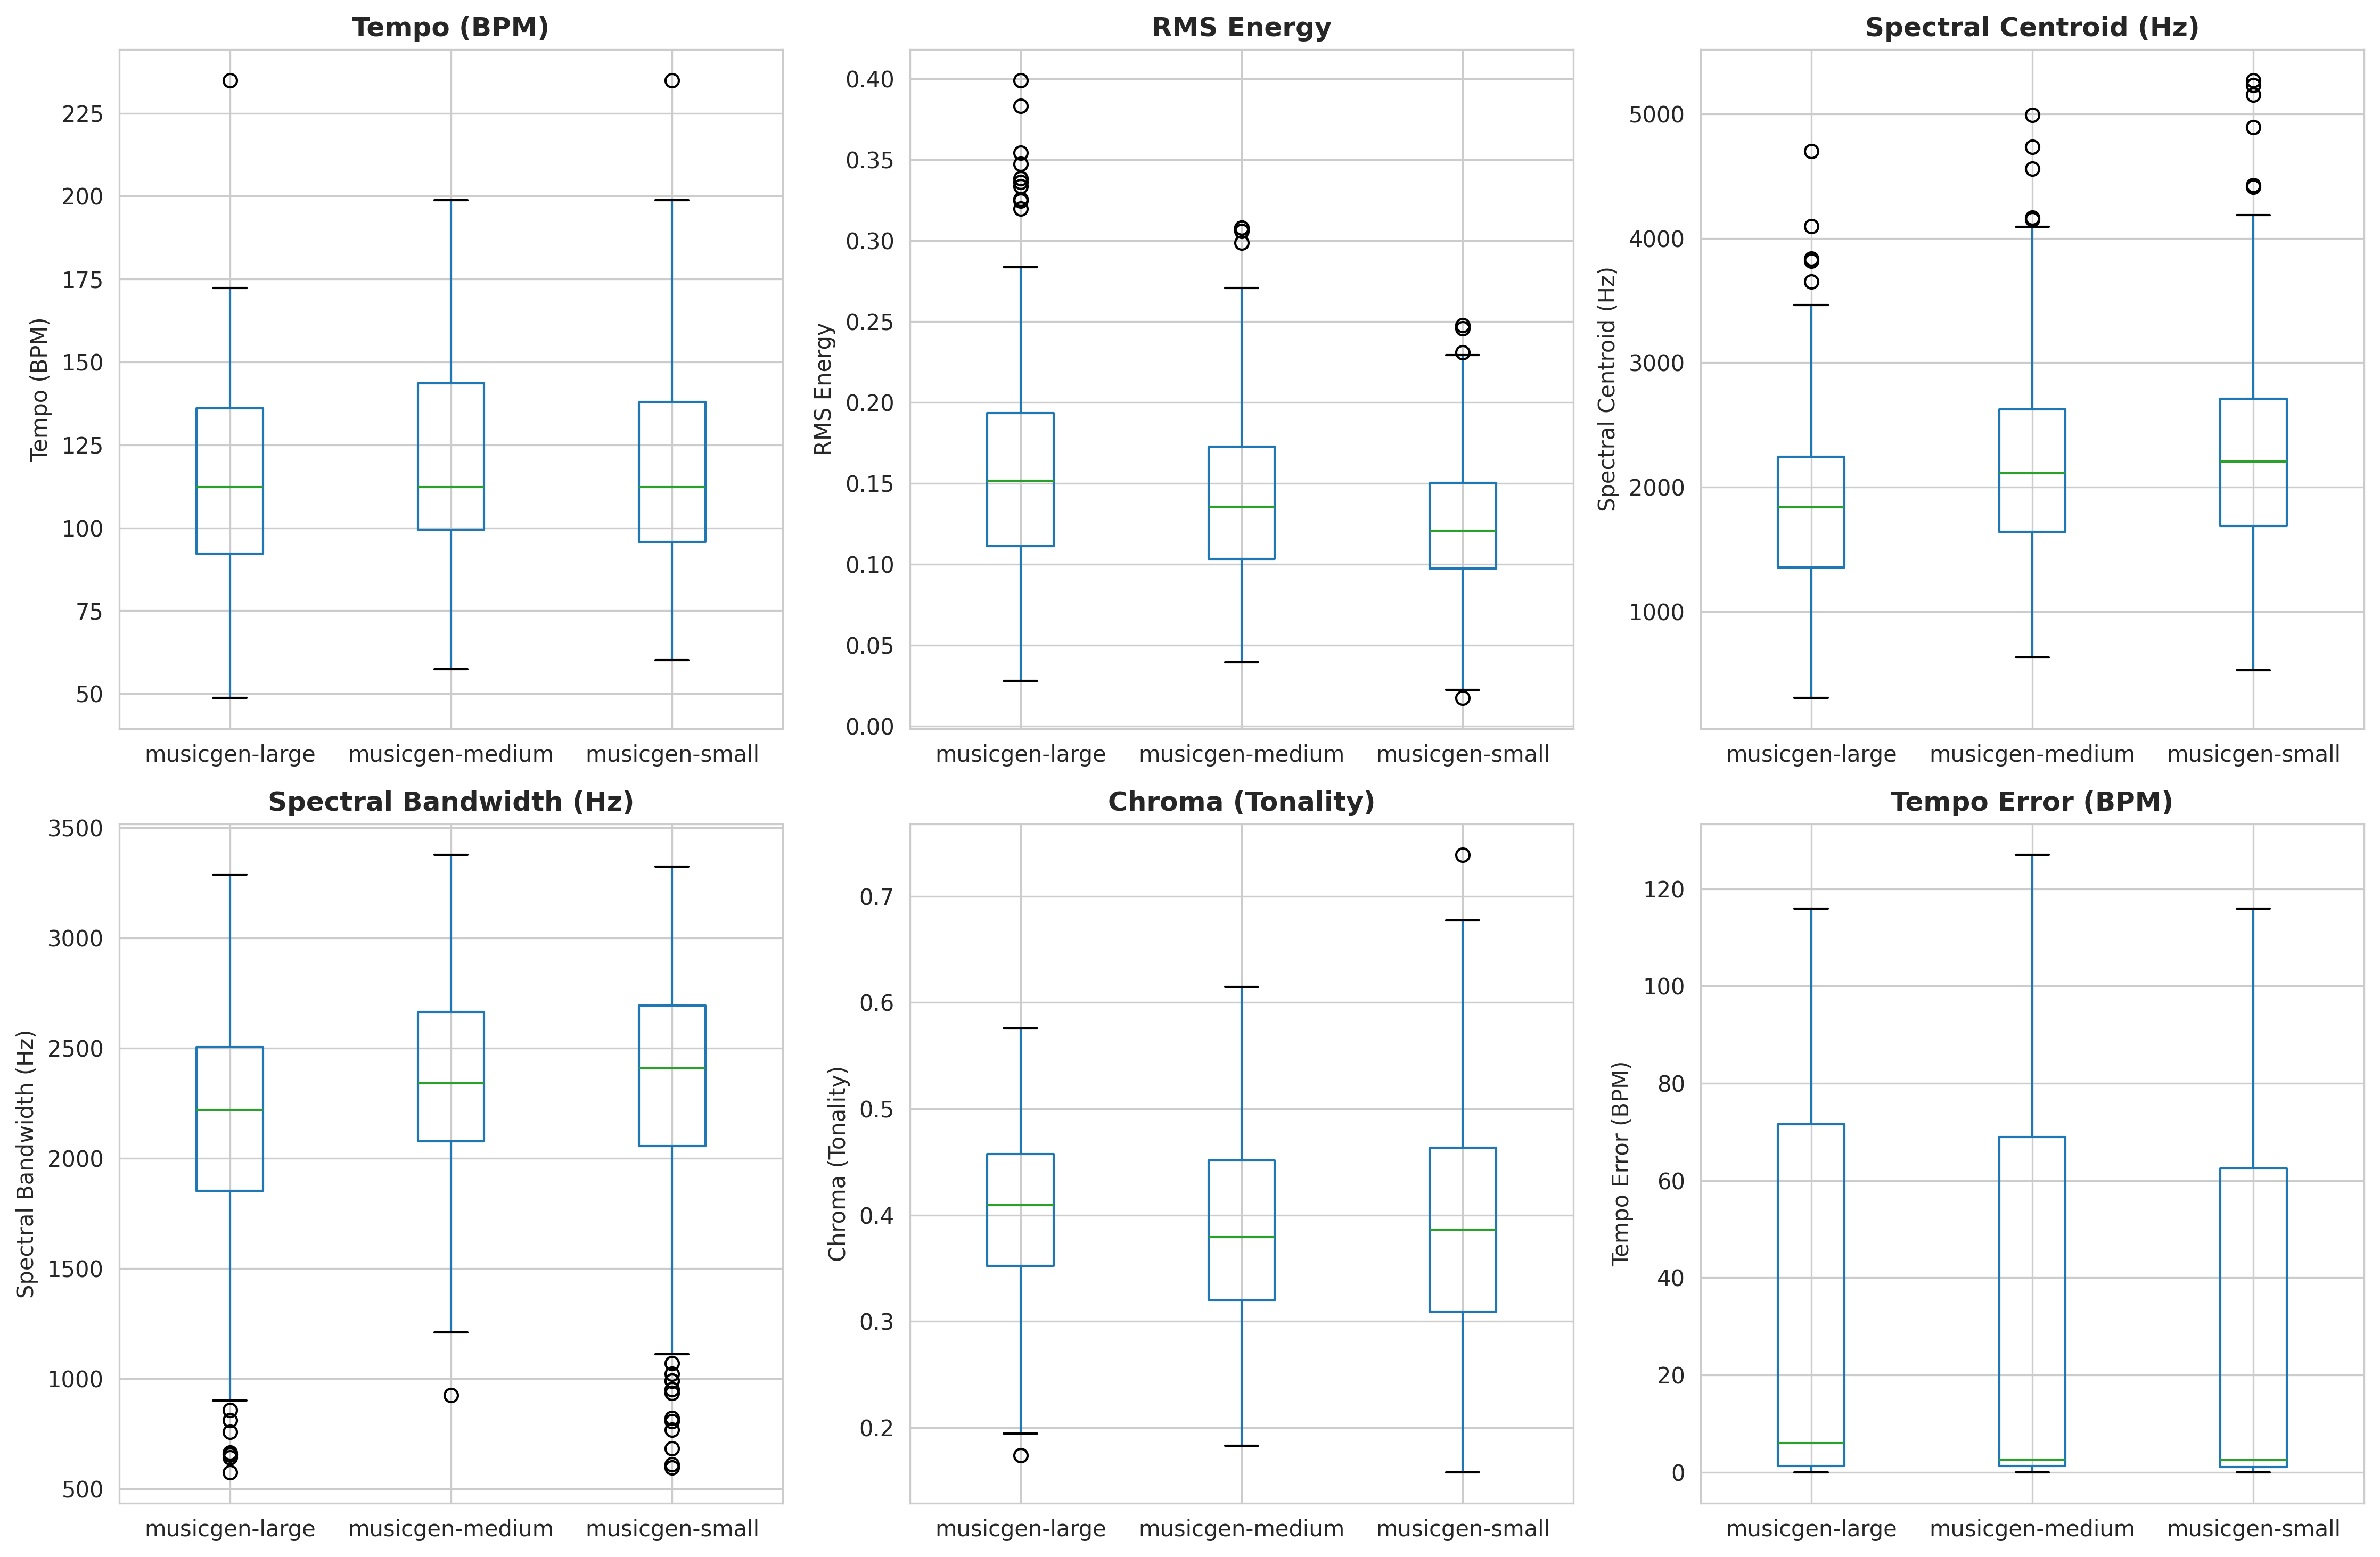 Tempo (BPM)
Tempo (BPM)
225
200
175
150
125
100
75
50
musicgen-large musicgen-medium musicgen-small
RMS Energy
RMS Energy
0.40
0.35
0.30
0.25
0.20
0.15
0.10
0.05
0.00
musicgen-large musicgen-medium musicgen-small
Spectral Centroid (Hz)
Spectral Centroid (Hz)
5000
4000
3000
2000
1000
musicgen-large musicgen-medium musicgen-small
Spectral Bandwidth (Hz)
Spectral Bandwidth (Hz)
3500
3000
2500
2000
1500
1000
500
musicgen-large musicgen-medium musicgen-small
Chroma (Tonality)
Chroma (Tonality)
0.7
0.6
0.5
0.4
0.3
0.2
musicgen-large musicgen-medium musicgen-small
Tempo Error (BPM)
Tempo Error (BPM)
120
100
80
60
40
20
0
musicgen-large musicgen-medium musicgen-small